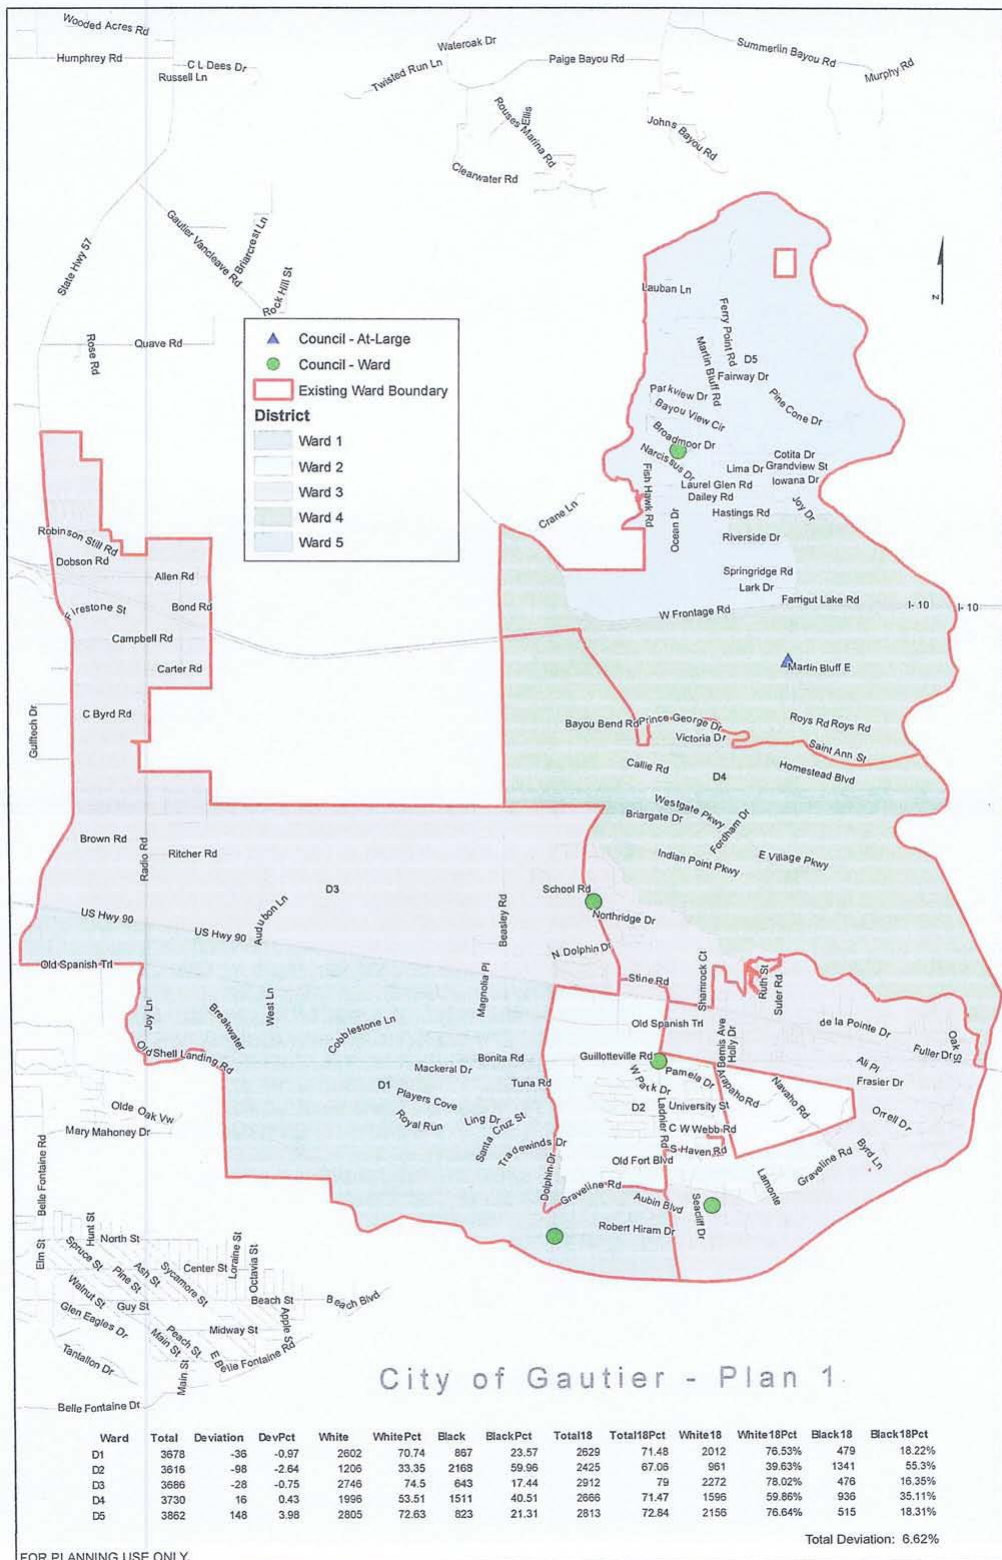 Wooded Acres Rd
Humphrey Rd
C L Dees Dr
Russell Ln
Wateroak Dr
Twisted Run Ln
Paige Bayou Rd
Summerlin Bayou Rd
Murphy Rd
Ellis
Rouses Marina Rd
Johns Bayou Rd
Clearwater Rd
State Hwy 57
Gautier Vancleave Rd
Briarcrest Ln
Rock Hill St
Rose Rd
Quave Rd
z
Council - At-Large
Council - Ward
Existing Ward Boundary
District
Ward 1
Ward 2
Ward 3
Ward 4
Ward 5
Lauban Ln
Ferry Point Rd
Martin Bluff Rd
D5
Fairway Dr
Parkview Dr
Pine Cone Dr
Bayou View Cir
Broadmoor Dr
Narcissus Dr
Cotita Dr
Lima Dr
Grandview St
Iowana Dr
Fish Hawk Rd
Laurel Glen Rd
Dailey Rd
Joy Dr
Hastings Rd
Ocean Dr
Crane Ln
Riverside Dr
Springridge Rd
Lark Dr
Farrigut Lake Rd
I- 10
I- 10
W Frontage Rd
Robinson Still Rd
Dobson Rd
Allen Rd
Firestone St
Bond Rd
Campbell Rd
Carter Rd
Martin Bluff E
C Byrd Rd
Gulftech Dr
Bayou Bend Rd
Prince George Dr
Victoria Dr
Roys Rd
Roys Rd
Saint Ann St
Callie Rd
D4
Homestead Blvd
Westgate Pkwy
Briargate Dr
Fordham Dr
Indian Point Pkwy
E Village Pkwy
Brown Rd
Radio Rd
Ritcher Rd
D3
School Rd
Northridge Dr
Beasley Rd
US Hwy 90
US Hwy 90
Audubon Ln
N Dolphin Dr
Old Spanish Trl
Stine Rd
Shamrock Ct
Ruth St
Suler Rd
Magnolia Pl
Joy Ln
Breakwater
West Ln
Cobblestone Ln
Old Spanish Trl
Bemis Ave
Holly Dr
de la Pointe Dr
Oak St
Fuller Dr
Old Shell Landing Rd
Bonita Rd
Guillotteville Rd
Ali Pl
Frasier Dr
Mackeral Dr
Tuna Rd
W Park Dr
Pamela Dr
Arapaho Rd
Navaho Rd
D1
Players Cove
Royal Run
Ling Dr
Santa Cruz St
Tradewinds Dr
D2
Lapnier Rd
University St
C W Webb Rd
S Haven Rd
Orrell Dr
Byrd Ln
Olde Oak Vw
Mary Mahoney Dr
Old Fort Blvd
Dolphin Dr
Graveline Rd
Aubin Blvd
Seacliff Dr
Lamonte
Graveline Rd
Robert Hiram Dr
Belle Fontaine Rd
Elm St
Hunt St
North St
Spruce St
Pine St
Ash St
Sycamore St
Center St
Loraine St
Octavia St
Walnut St
Guy St
Beach St
Beach Blvd
Glen Eagles Dr
Main St
Peach St
Midway St
Apple St
E Belle Fontaine Rd
Tantallon Dr
Main St
Belle Fontaine Dr
City of Gautier - Plan 1
Ward Total Deviation DevPct White WhitePct Black BlackPct Total18 Total18Pct White18 White18Pct Black18 Black18Pct
D1 3678 -36 -0.97 2602 70.74 867 23.57 2629 71.48 2012 76.53% 479 18.22%
D2 3616 -98 -2.64 1206 33.35 2168 59.96 2425 67.06 961 39.63% 1341 55.3%
D3 3686 -28 -0.75 2746 74.5 643 17.44 2912 79 2272 78.02% 476 16.35%
D4 3730 16 0.43 1996 53.51 1511 40.51 2666 71.47 1596 59.86% 936 35.11%
D5 3862 148 3.98 2805 72.63 823 21.31 2813 72.84 2156 76.64% 515 18.31%
Total Deviation: 6.62%
FOR PLANNING USE ONLY.